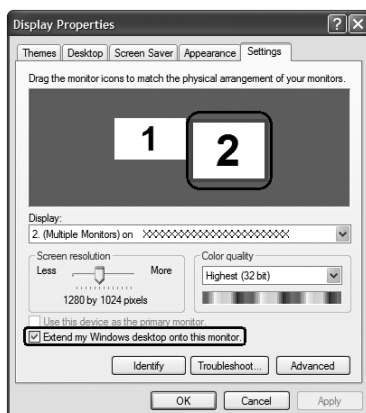 Display Properties
Themes Desktop Screen Saver Appearance Settings
Drag the monitor icons to match the physical arrangement of your monitors.
1 2
Display:
2. (Multiple Monitors) on XXXXXXXXXXXXXXXXXXXXXXX
Screen resolution Color quality
Less More Highest (32 bit)
1280 by 1024 pixels
Use this device as the primary monitor.
Extend my Windows desktop onto this monitor.
Identify Troubleshoot... Advanced
OK Cancel Apply